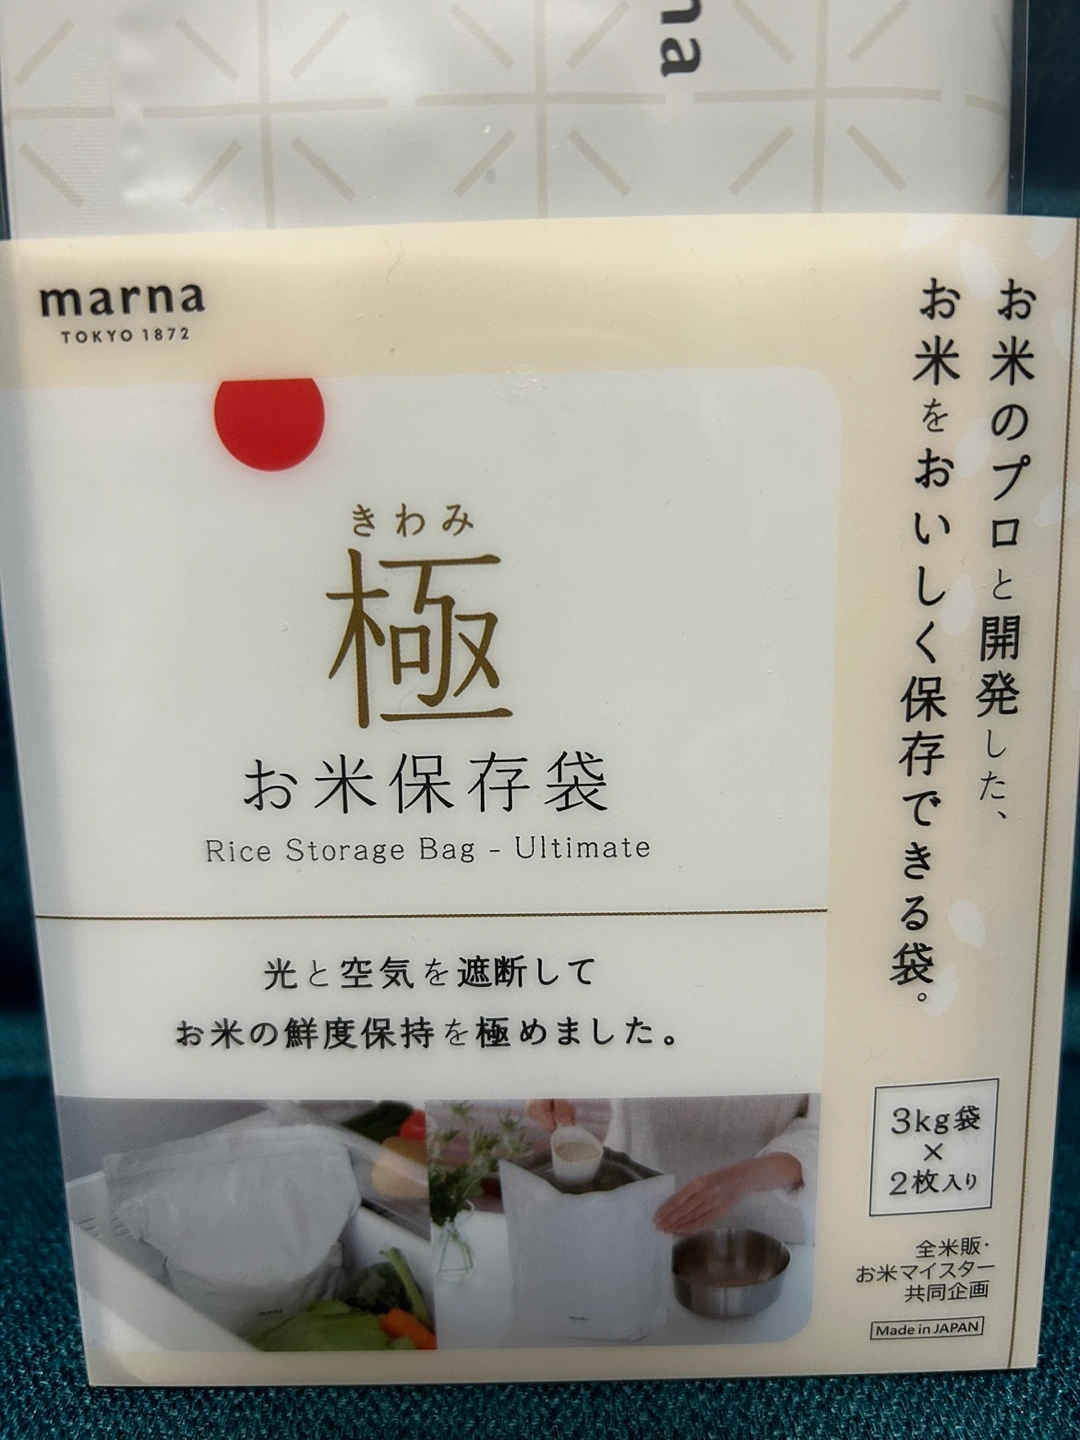 na
marna
TOKYO 1872
お米のプロと開発した、
お米をおいしく保存できる袋。
きわみ
極
お米保存袋
Rice Storage Bag - Ultimate
光と空気を遮断して
お米の鮮度保持を極めました。
3kg袋
×
2枚入り
全米販・
お米マイスター
共同企画
Made in JAPAN